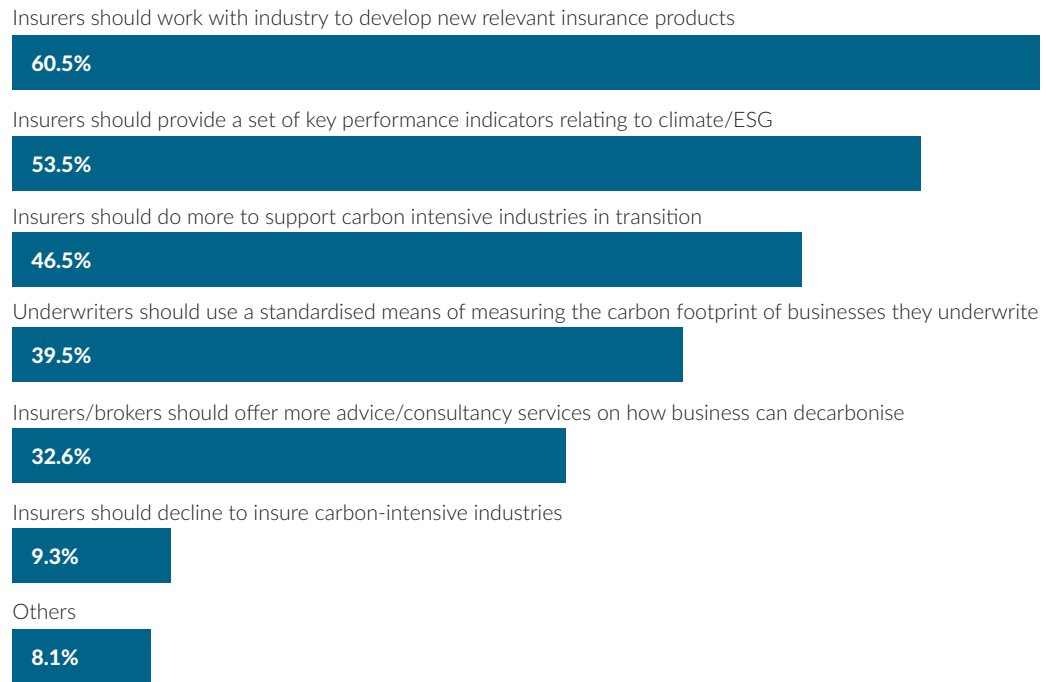 Insurers should work with industry to develop new relevant insurance products
60.5%
Insurers should provide a set of key performance indicators relating to climate/ESG
53.5%
Insurers should do more to support carbon intensive industries in transition
46.5%
Underwriters should use a standardised means of measuring the carbon footprint of businesses they underwrite
39.5%
Insurers/brokers should offer more advice/consultancy services on how business can decarbonise
32.6%
Insurers should decline to insure carbon-intensive industries
9.3%
Others
8.1%